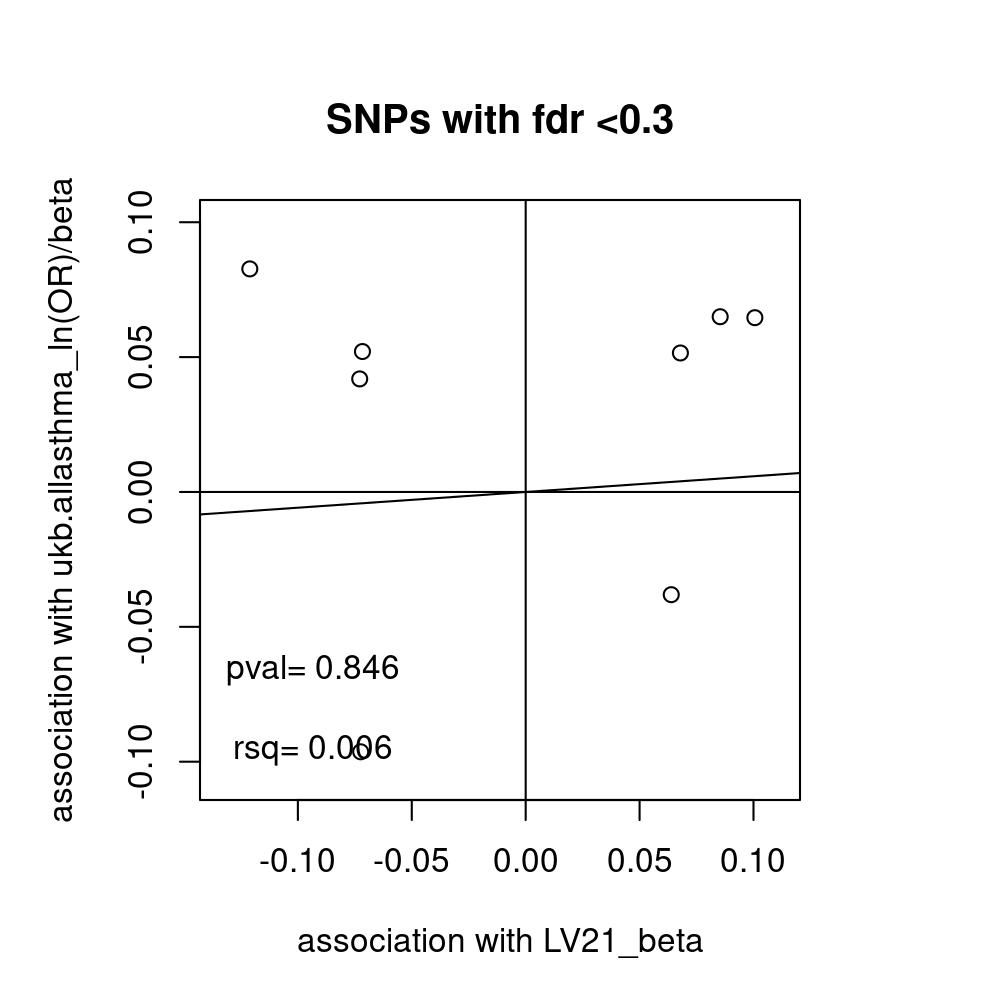 SNPs with fdr <0.3
association with ukb.allasthma_ln(OR)/beta
0.10
0.05
0.00
-0.05
-0.10
pval= 0.846
rsq= 0.006
-0.10 -0.05 0.00 0.05 0.10
association with LV21_beta